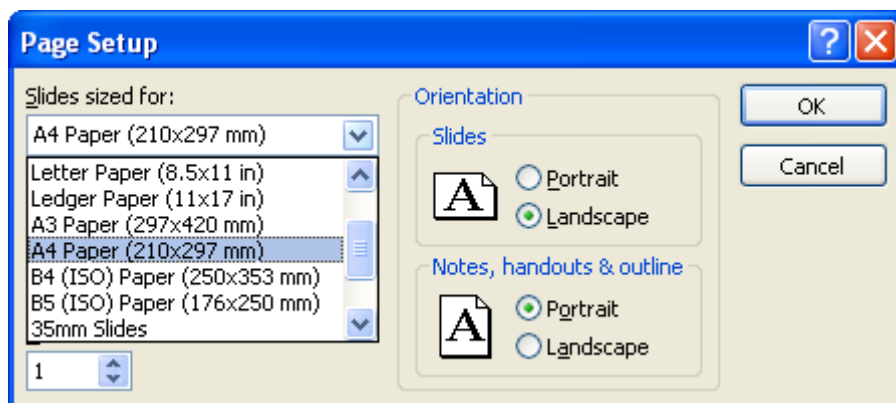 Page Setup
Slides sized for:
A4 Paper (210x297 mm)
Letter Paper (8.5x11 in)
Ledger Paper (11x17 in)
A3 Paper (297x420 mm)
A4 Paper (210x297 mm)
B4 (ISO) Paper (250x353 mm)
B5 (ISO) Paper (176x250 mm)
35mm Slides
1
Orientation
Slides
A
Portrait
Landscape
Notes, handouts & outline
A
Portrait
Landscape
OK
Cancel